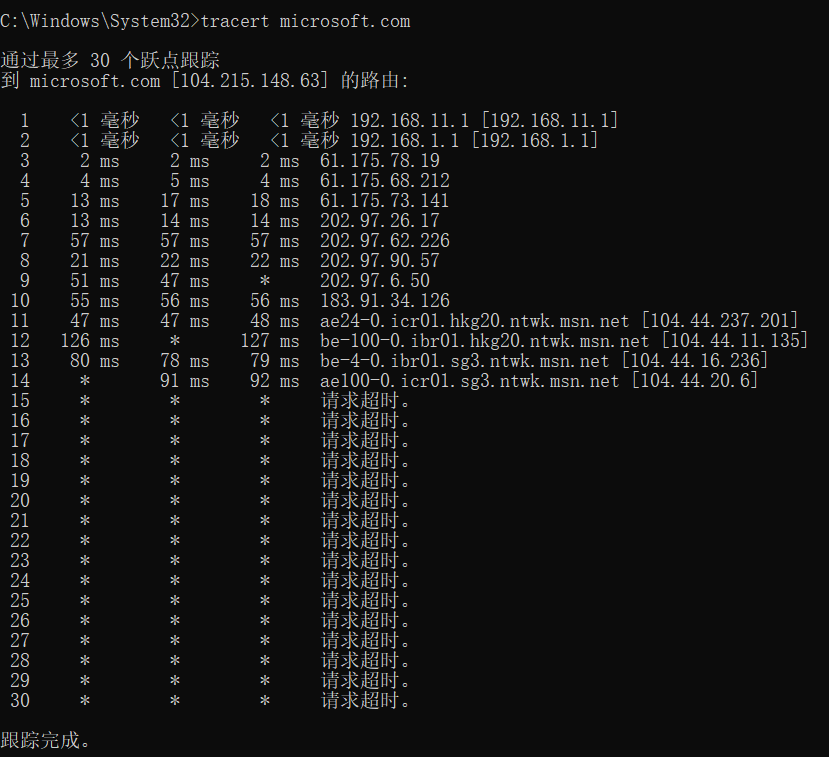 C:\Windows\System32>tracert microsoft.com
通过最多 30 个跃点跟踪
到 microsoft.com [104.215.148.63] 的路由:
1 <1 毫秒 <1 毫秒 <1 毫秒 192.168.11.1 [192.168.11.1]
2 <1 毫秒 <1 毫秒 <1 毫秒 192.168.1.1 [192.168.1.1]
3 2 ms 2 ms 2 ms 61.175.78.19
4 4 ms 5 ms 4 ms 61.175.68.212
5 13 ms 17 ms 18 ms 61.175.73.141
6 13 ms 14 ms 14 ms 202.97.26.17
7 57 ms 57 ms 57 ms 202.97.62.226
8 21 ms 22 ms 22 ms 202.97.90.57
9 51 ms 47 ms * 202.97.6.50
10 55 ms 56 ms 56 ms 183.91.34.126
11 47 ms 47 ms 48 ms ae24-0.icr01.hkg20.ntwk.msn.net [104.44.237.201]
12 126 ms * 127 ms be-100-0.ibr01.hkg20.ntwk.msn.net [104.44.11.135]
13 80 ms 78 ms 79 ms be-4-0.ibr01.sg3.ntwk.msn.net [104.44.16.236]
14 * 91 ms 92 ms ae100-0.icr01.sg3.ntwk.msn.net [104.44.20.6]
15 * * * 请求超时。
16 * * * 请求超时。
17 * * * 请求超时。
18 * * * 请求超时。
19 * * * 请求超时。
20 * * * 请求超时。
21 * * * 请求超时。
22 * * * 请求超时。
23 * * * 请求超时。
24 * * * 请求超时。
25 * * * 请求超时。
26 * * * 请求超时。
27 * * * 请求超时。
28 * * * 请求超时。
29 * * * 请求超时。
30 * * * 请求超时。
跟踪完成。